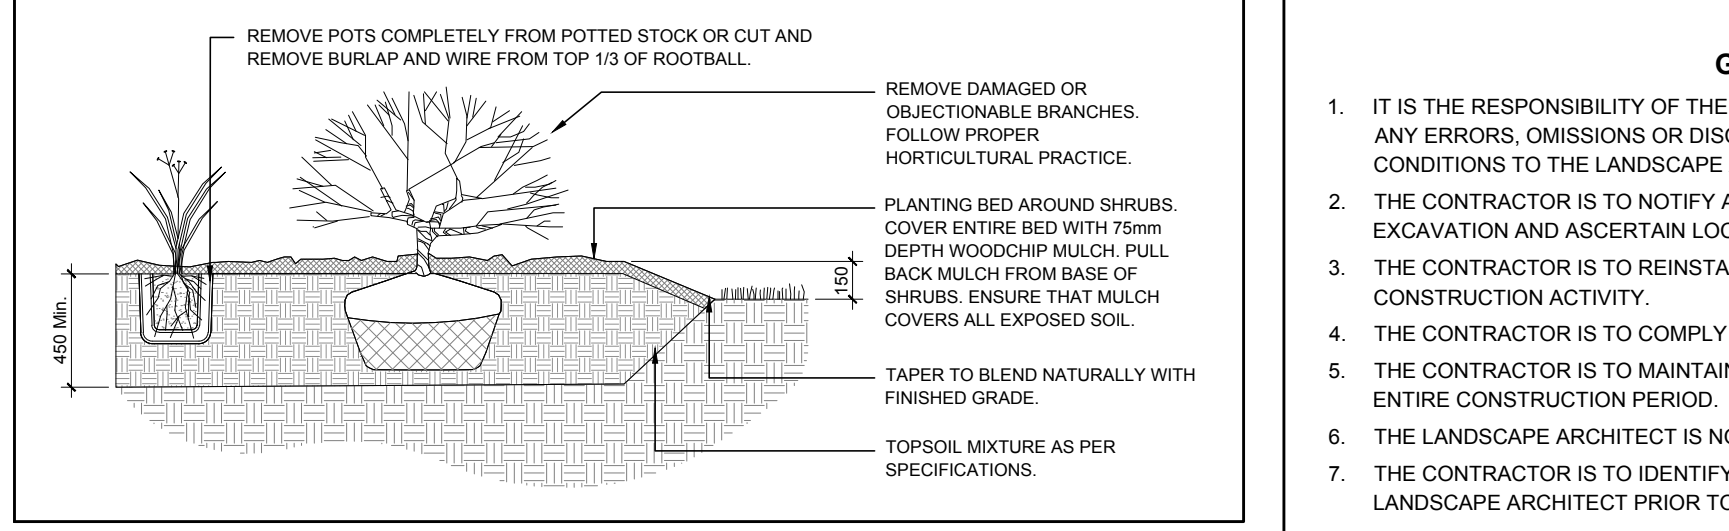 REMOVE POTS COMPLETELY FROM POTTED STOCK OR CUT AND
REMOVE BURLAP AND WIRE FROM TOP 1/3 OF ROOTBALL.
REMOVE DAMAGED OR
OBJECTIONABLE BRANCHES.
FOLLOW PROPER
HORTICULTURAL PRACTICE.
PLANTING BED AROUND SHRUBS.
COVER ENTIRE BED WITH 75mm
DEPTH WOODCHIP MULCH. PULL
BACK MULCH FROM BASE OF
SHRUBS. ENSURE THAT MULCH
COVERS ALL EXPOSED SOIL.
150
450 Min.
TAPER TO BLEND NATURALLY WITH
FINISHED GRADE.
TOPSOIL MIXTURE AS PER
SPECIFICATIONS.
G
1. IT IS THE RESPONSIBILITY OF THE
ANY ERRORS, OMISSIONS OR
CONDITIONS TO THE LANDSCAPE
2. THE CONTRACTOR IS TO NOTIFY
EXCAVATION AND ASCERTAIN
3. THE CONTRACTOR IS TO
CONSTRUCTION ACTIVITY.
4. THE CONTRACTOR IS TO COMPLY
5. THE CONTRACTOR IS TO
ENTIRE CONSTRUCTION PERIOD.
6. THE LANDSCAPE ARCHITECT IS
7. THE CONTRACTOR IS TO
LANDSCAPE ARCHITECT PRIOR TO